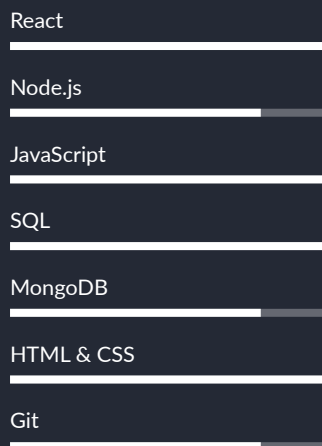 React
Node.js
JavaScript
SQL
MongoDB
HTML & CSS
Git